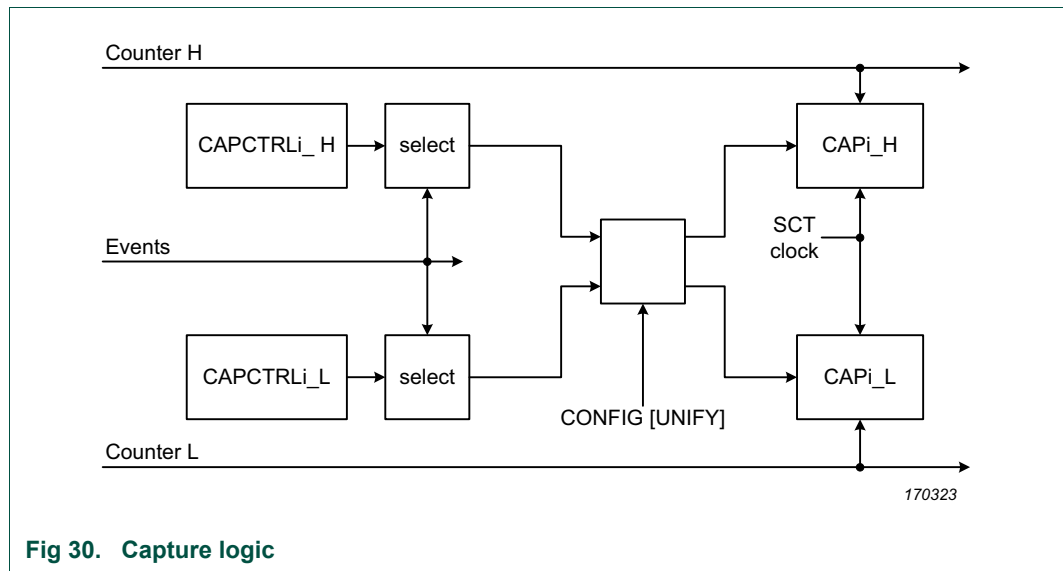 Counter H
CAPCTRLi_ H
select
CAPi_H
Events
SCT
clock
CAPCTRLi_L
select
CAPi_L
CONFIG [UNIFY]
Counter L
170323
Fig 30. Capture logic